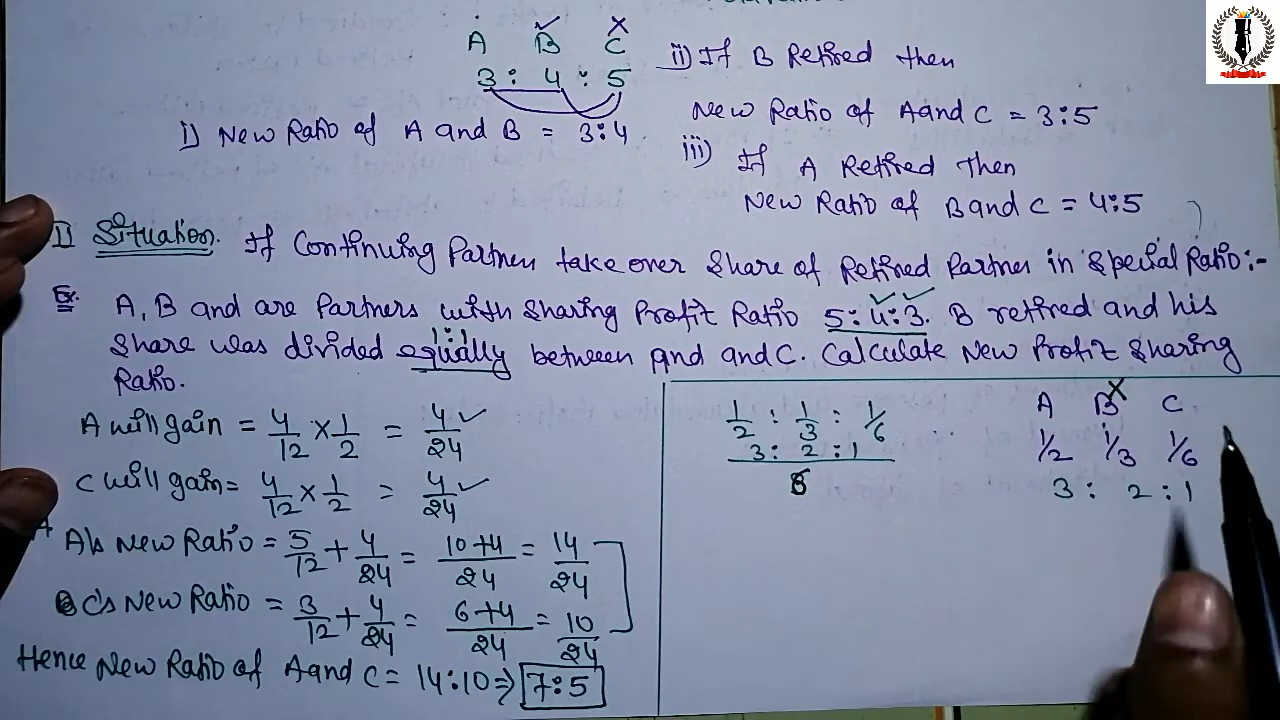 A B C
3 : 4 : 5
i) New Ratio of A and B = 3:4
ii) If B Retired then
New Ratio of A and C = 3:5
iii) If A Retired Then
New Ratio of B and C = 4:5
II Situation. If Continuing Partner take over Share of Retired Partner in Special Ratio:-
Ex. A, B and are Partners with Sharing Profit Ratio 5:4:3. B retired and his
1:1
Share was divided equally between And and C. Calculate New Profit Sharing
Ratio.
A will gain = 4/12 × 1/2 = 4/24
C will gain = 4/12 × 1/2 = 4/24
A's New Ratio = 5/12 + 4/24 = 10+4/24 = 14/24
C's New Ratio = 3/12 + 4/24 = 6+4/24 = 10/24
Hence New Ratio of A and C = 14:10 ⇒ 7:5
1/2 : 1/3 : 1/6
3 : 2 : 1
6
A B C
1/2 1/3 1/6
3 : 2 : 1